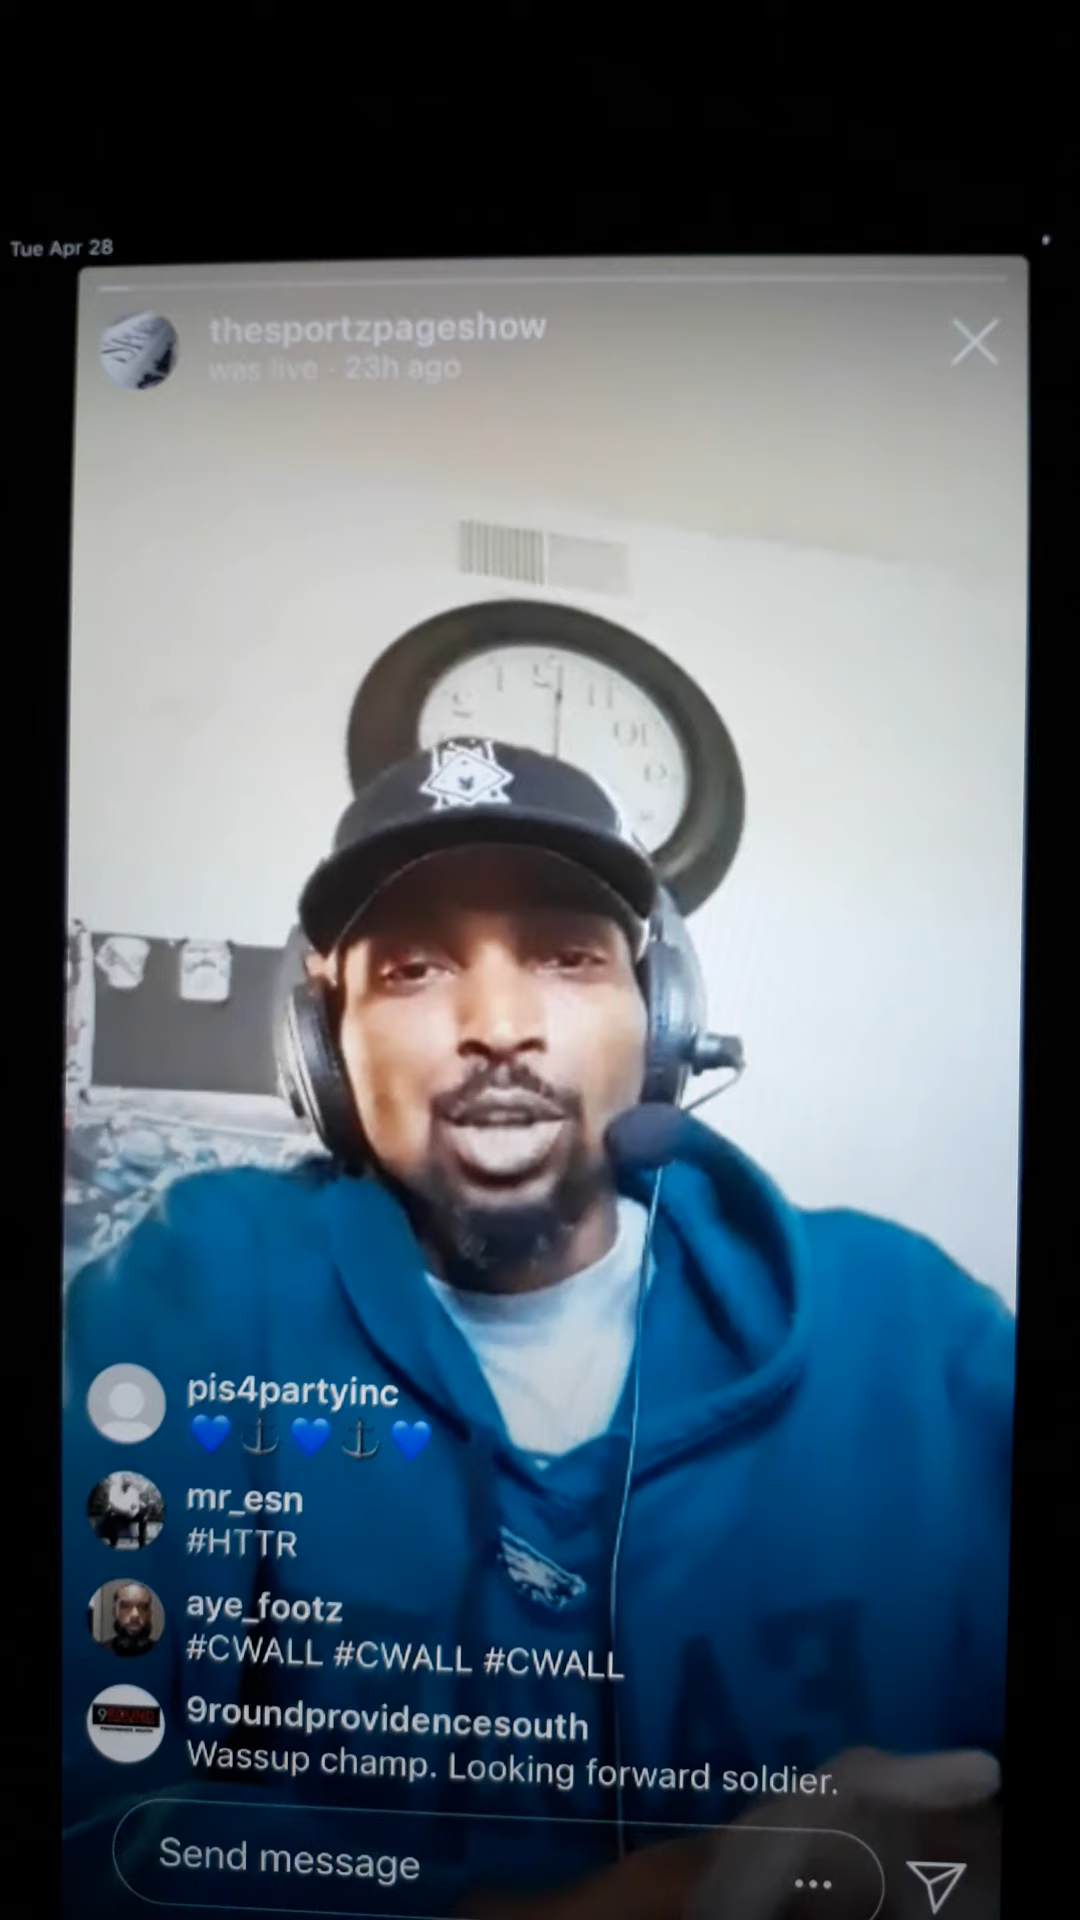 Tue Apr 28
thesportzpageshow
was live - 23h ago
pis4partyinc
💙⚓💙⚓💙
mr_esn
#HTTR
aye_footz
#CWALL #CWALL #CWALL
9roundprovidencesouth
Wassup champ. Looking forward soldier.
Send message